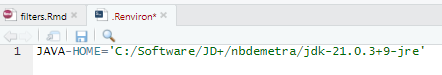 filters.Rmd × .Renviron* ×
1 JAVA-HOME='C:/Software/JD+/nbdemetra/jdk-21.0.3+9-jre'